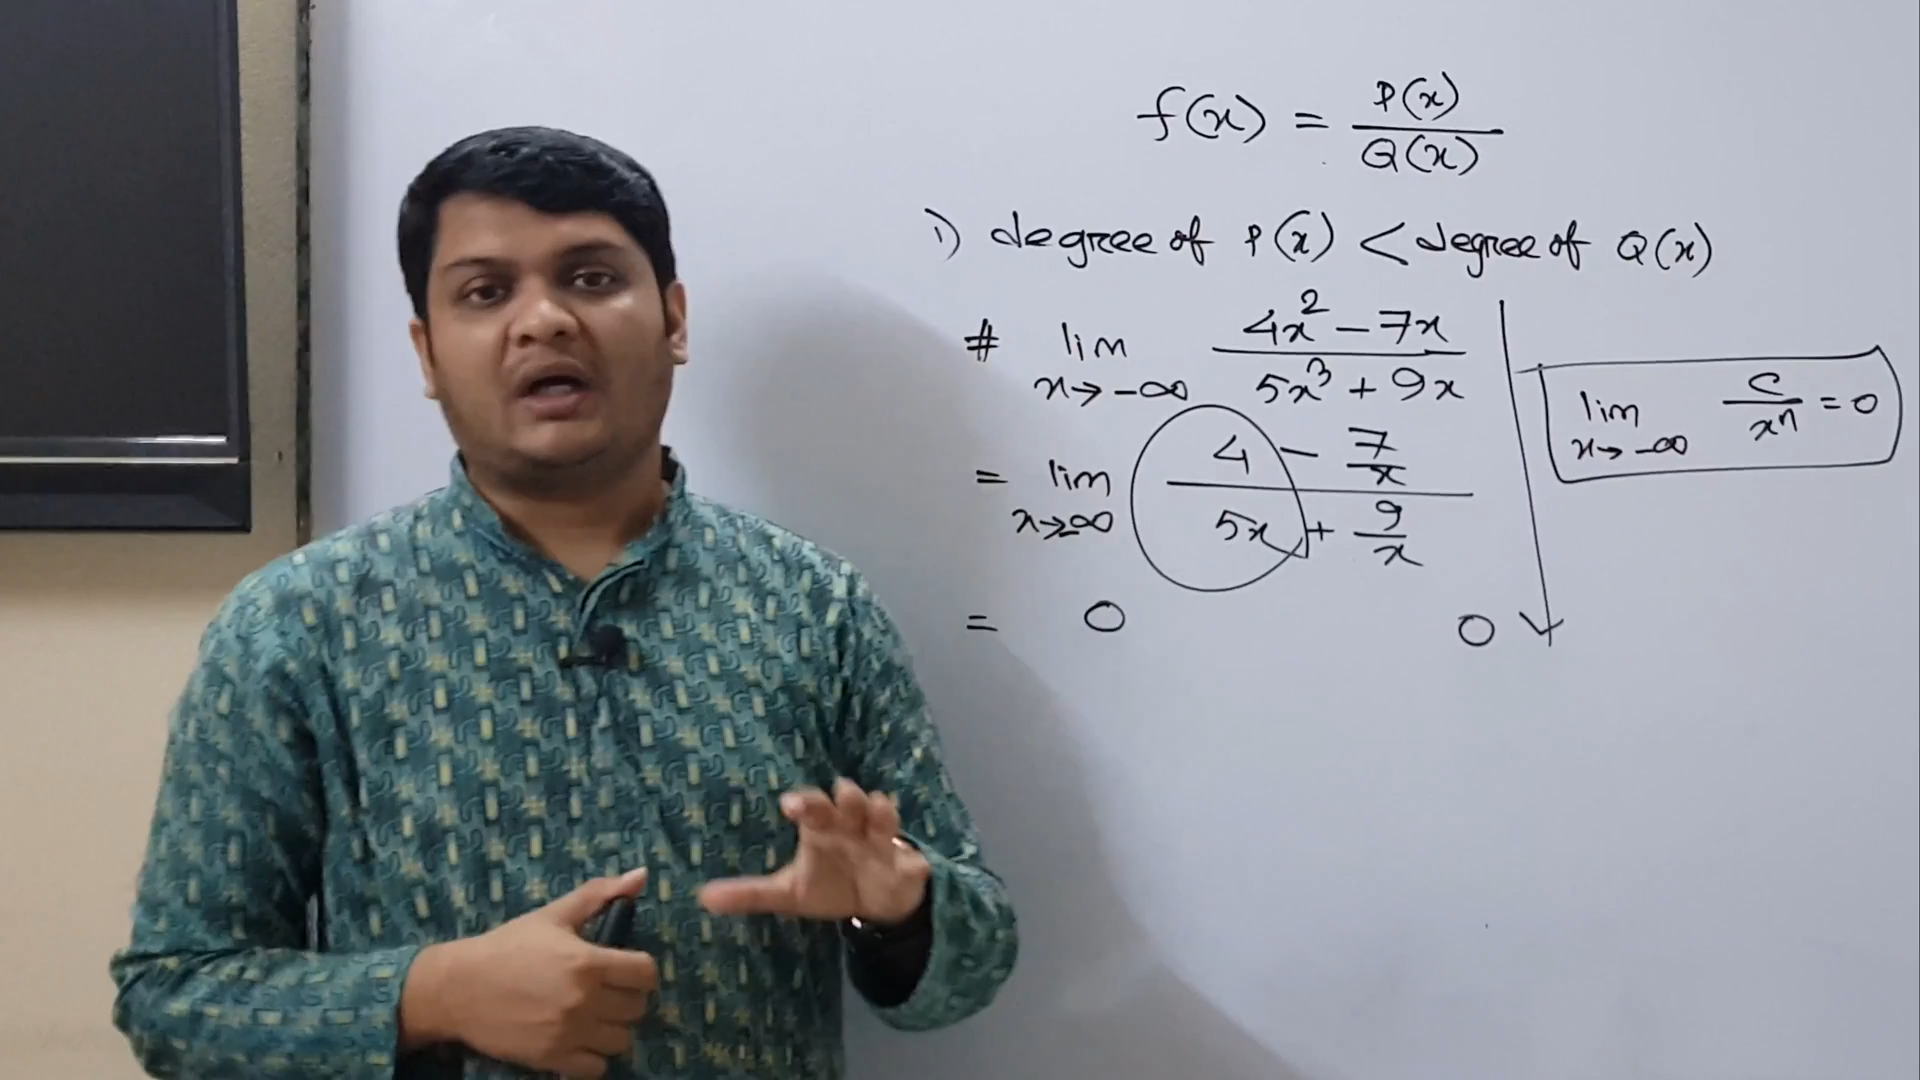 f(x) = P(x)/Q(x)
1) degree of P(x) < degree of Q(x)
# lim x→-∞ (4x² - 7x)/(5x³ + 9x)
lim x→-∞ c/xⁿ = 0
= lim x→-∞ (4 - 7/x)/(5x + 9/x)
= 0 0